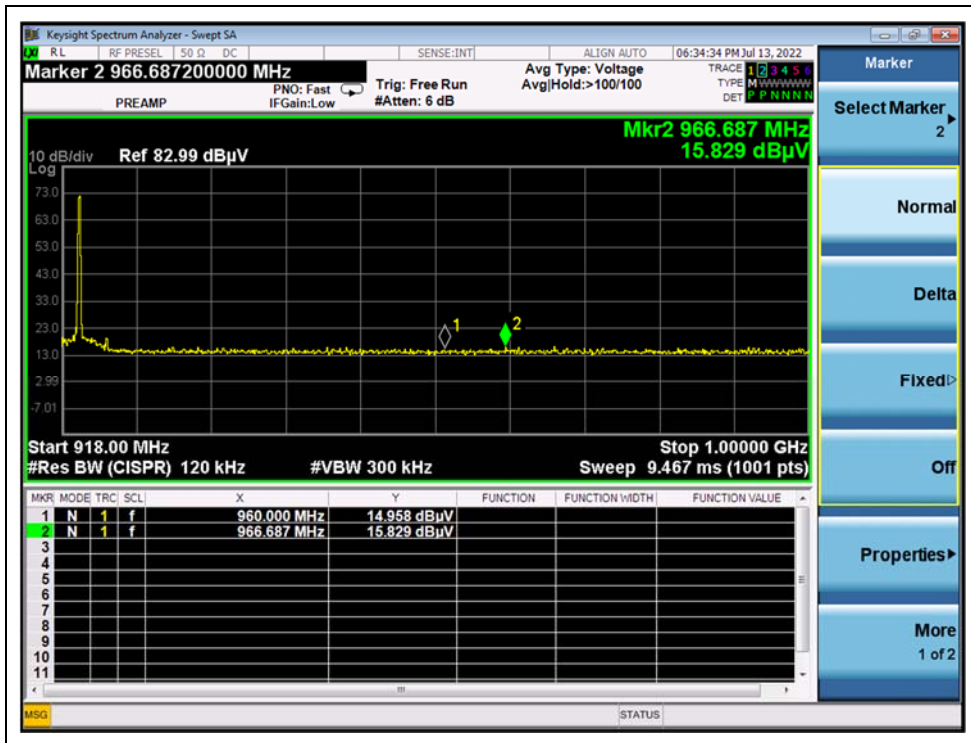 Keysight Spectrum Analyzer - Swept SA
LXI RL RF PRESEL 50 Ω DC SENSE:INT ALIGN AUTO 06:34:34 PM Jul 13, 2022
Marker 2 966.687200000 MHz
PREAMP
PNO: Fast
IFGain:Low
Trig: Free Run
#Atten: 6 dB
Avg Type: Voltage
Avg|Hold:>100/100
TRACE 1 2 3 4 5 6
TYPE M WWWWW
DET P P N N N N
Mkr2 966.687 MHz
15.829 dBµV
10 dB/div Ref 82.99 dBµV
Log
73.0
63.0
53.0
43.0
33.0
23.0
13.0
2.99
-7.01
1
2
Start 918.00 MHz Stop 1.00000 GHz
#Res BW (CISPR) 120 kHz #VBW 300 kHz Sweep 9.467 ms (1001 pts)
MKR MODE TRC SCL X Y FUNCTION FUNCTION WIDTH FUNCTION VALUE
1 N 1 f 960.000 MHz 14.958 dBµV
2 N 1 f 966.687 MHz 15.829 dBµV
3
4
5
6
7
8
9
10
11
MSG STATUS
Marker
Select Marker
2
Normal
Delta
Fixed
Off
Properties
More
1 of 2